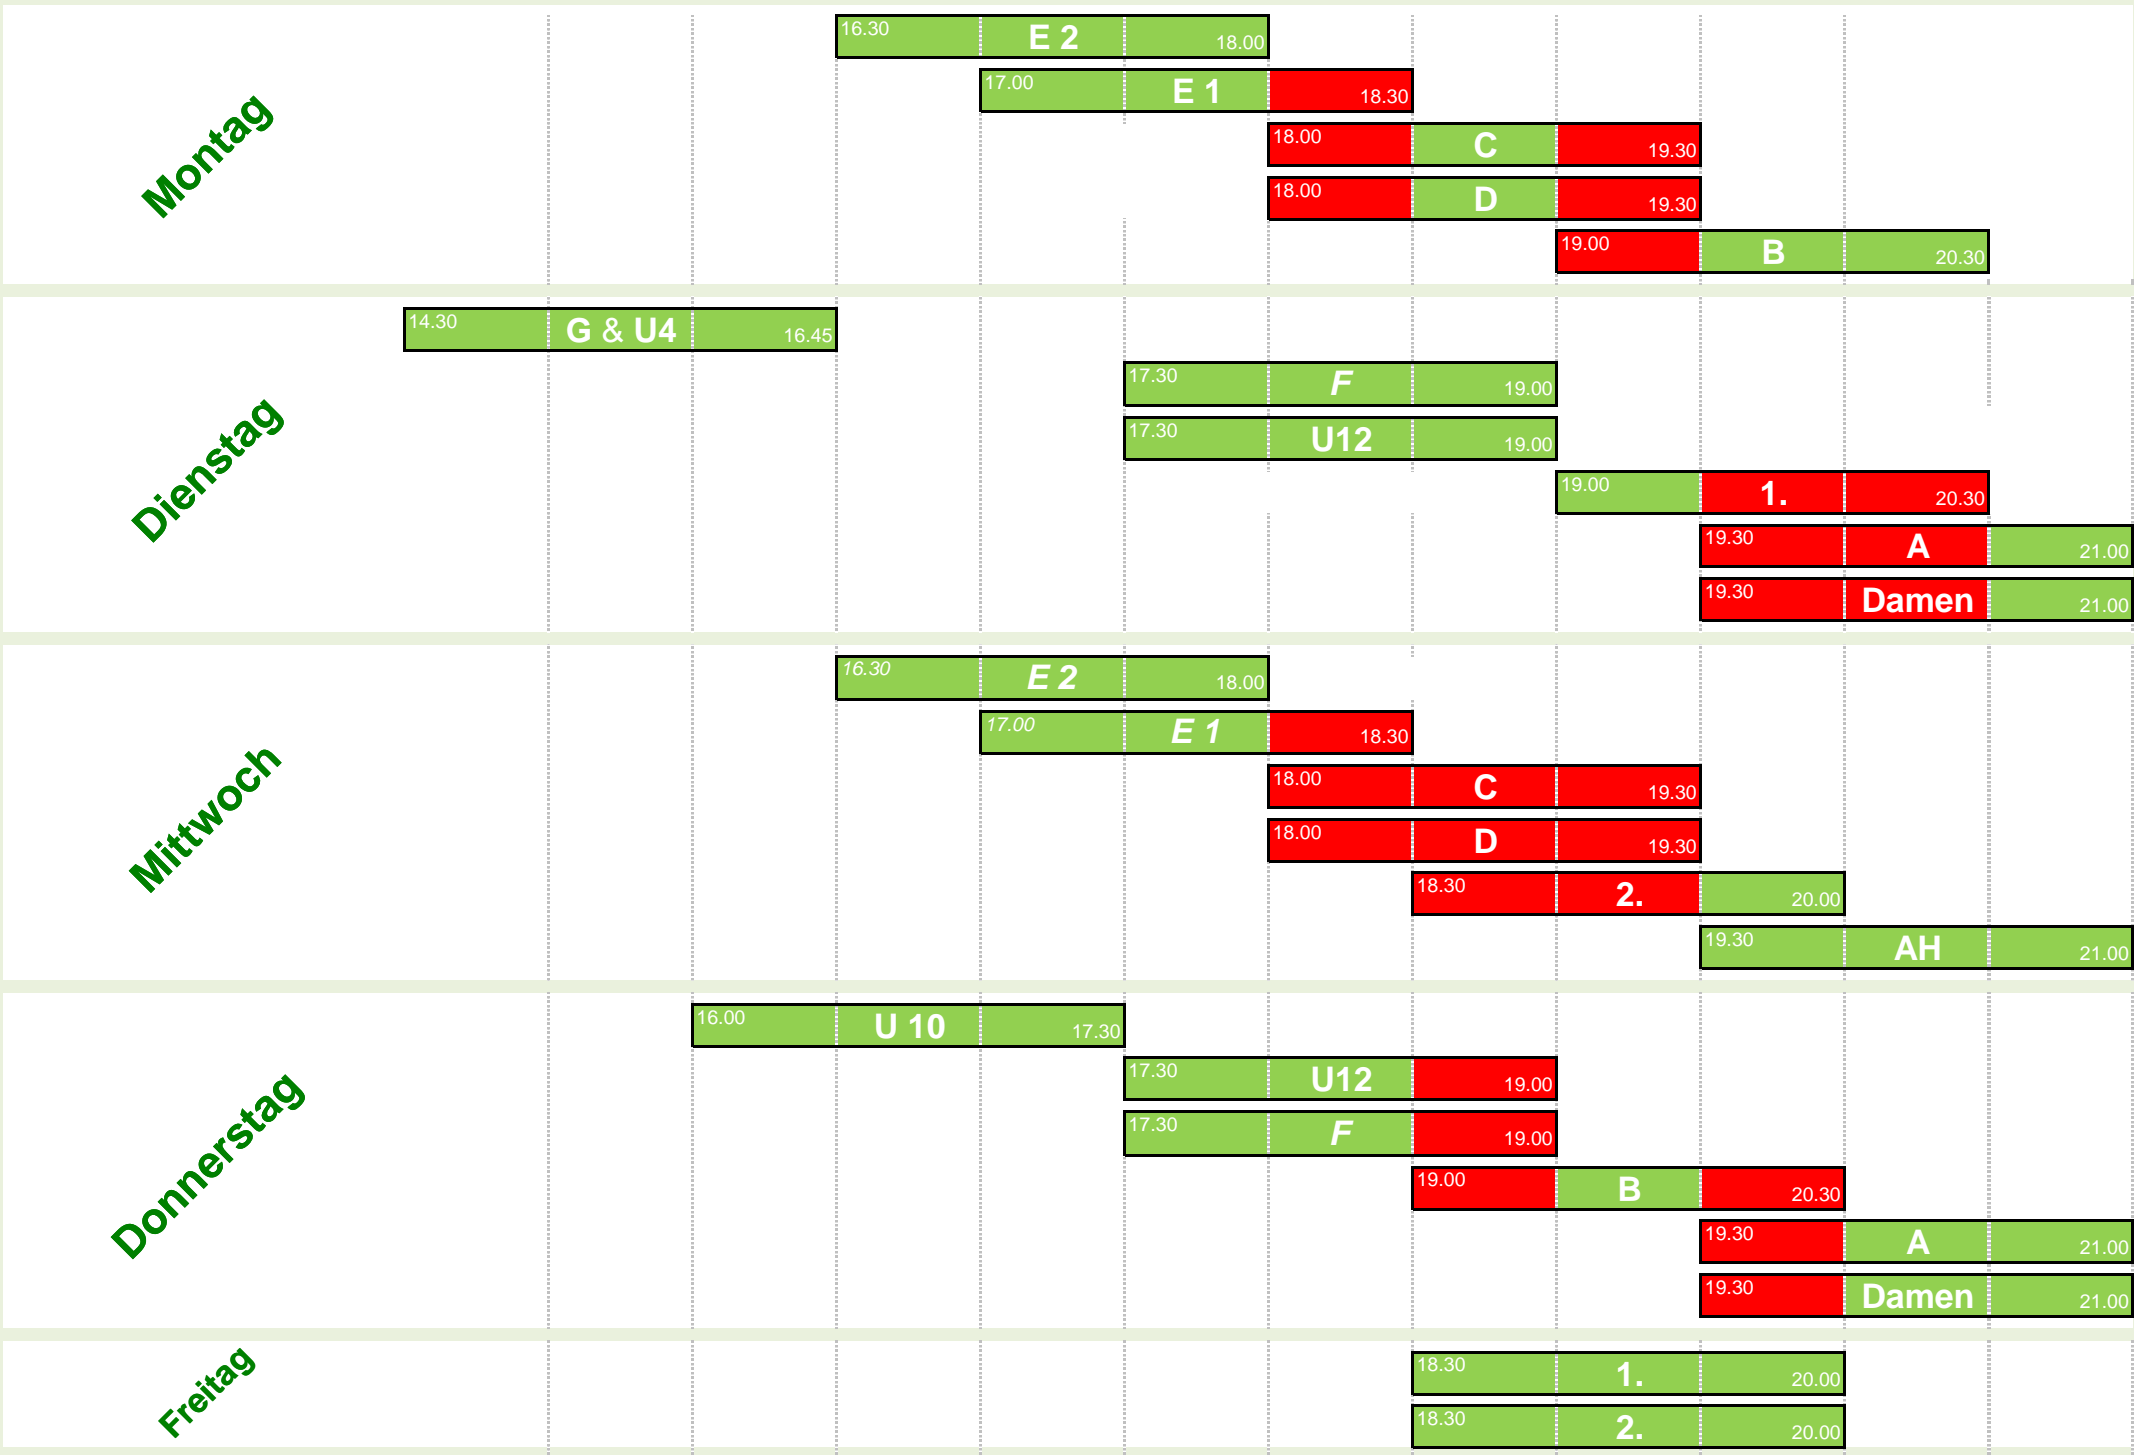 Montag
16.30 E 2 18.00
17.00 E 1 18.30
18.00 C 19.30
18.00 D 19.30
19.00 B 20.30
Dienstag
14.30 G & U4 16.45
17.30 F 19.00
17.30 U12 19.00
19.00 1. 20.30
19.30 A 21.00
19.30 Damen 21.00
Mittwoch
16.30 E 2 18.00
17.00 E 1 18.30
18.00 C 19.30
18.00 D 19.30
18.30 2. 20.00
19.30 AH 21.00
Donnerstag
16.00 U 10 17.30
17.30 U12 19.00
17.30 F 19.00
19.00 B 20.30
19.30 A 21.00
19.30 Damen 21.00
Freitag
18.30 1. 20.00
18.30 2. 20.00